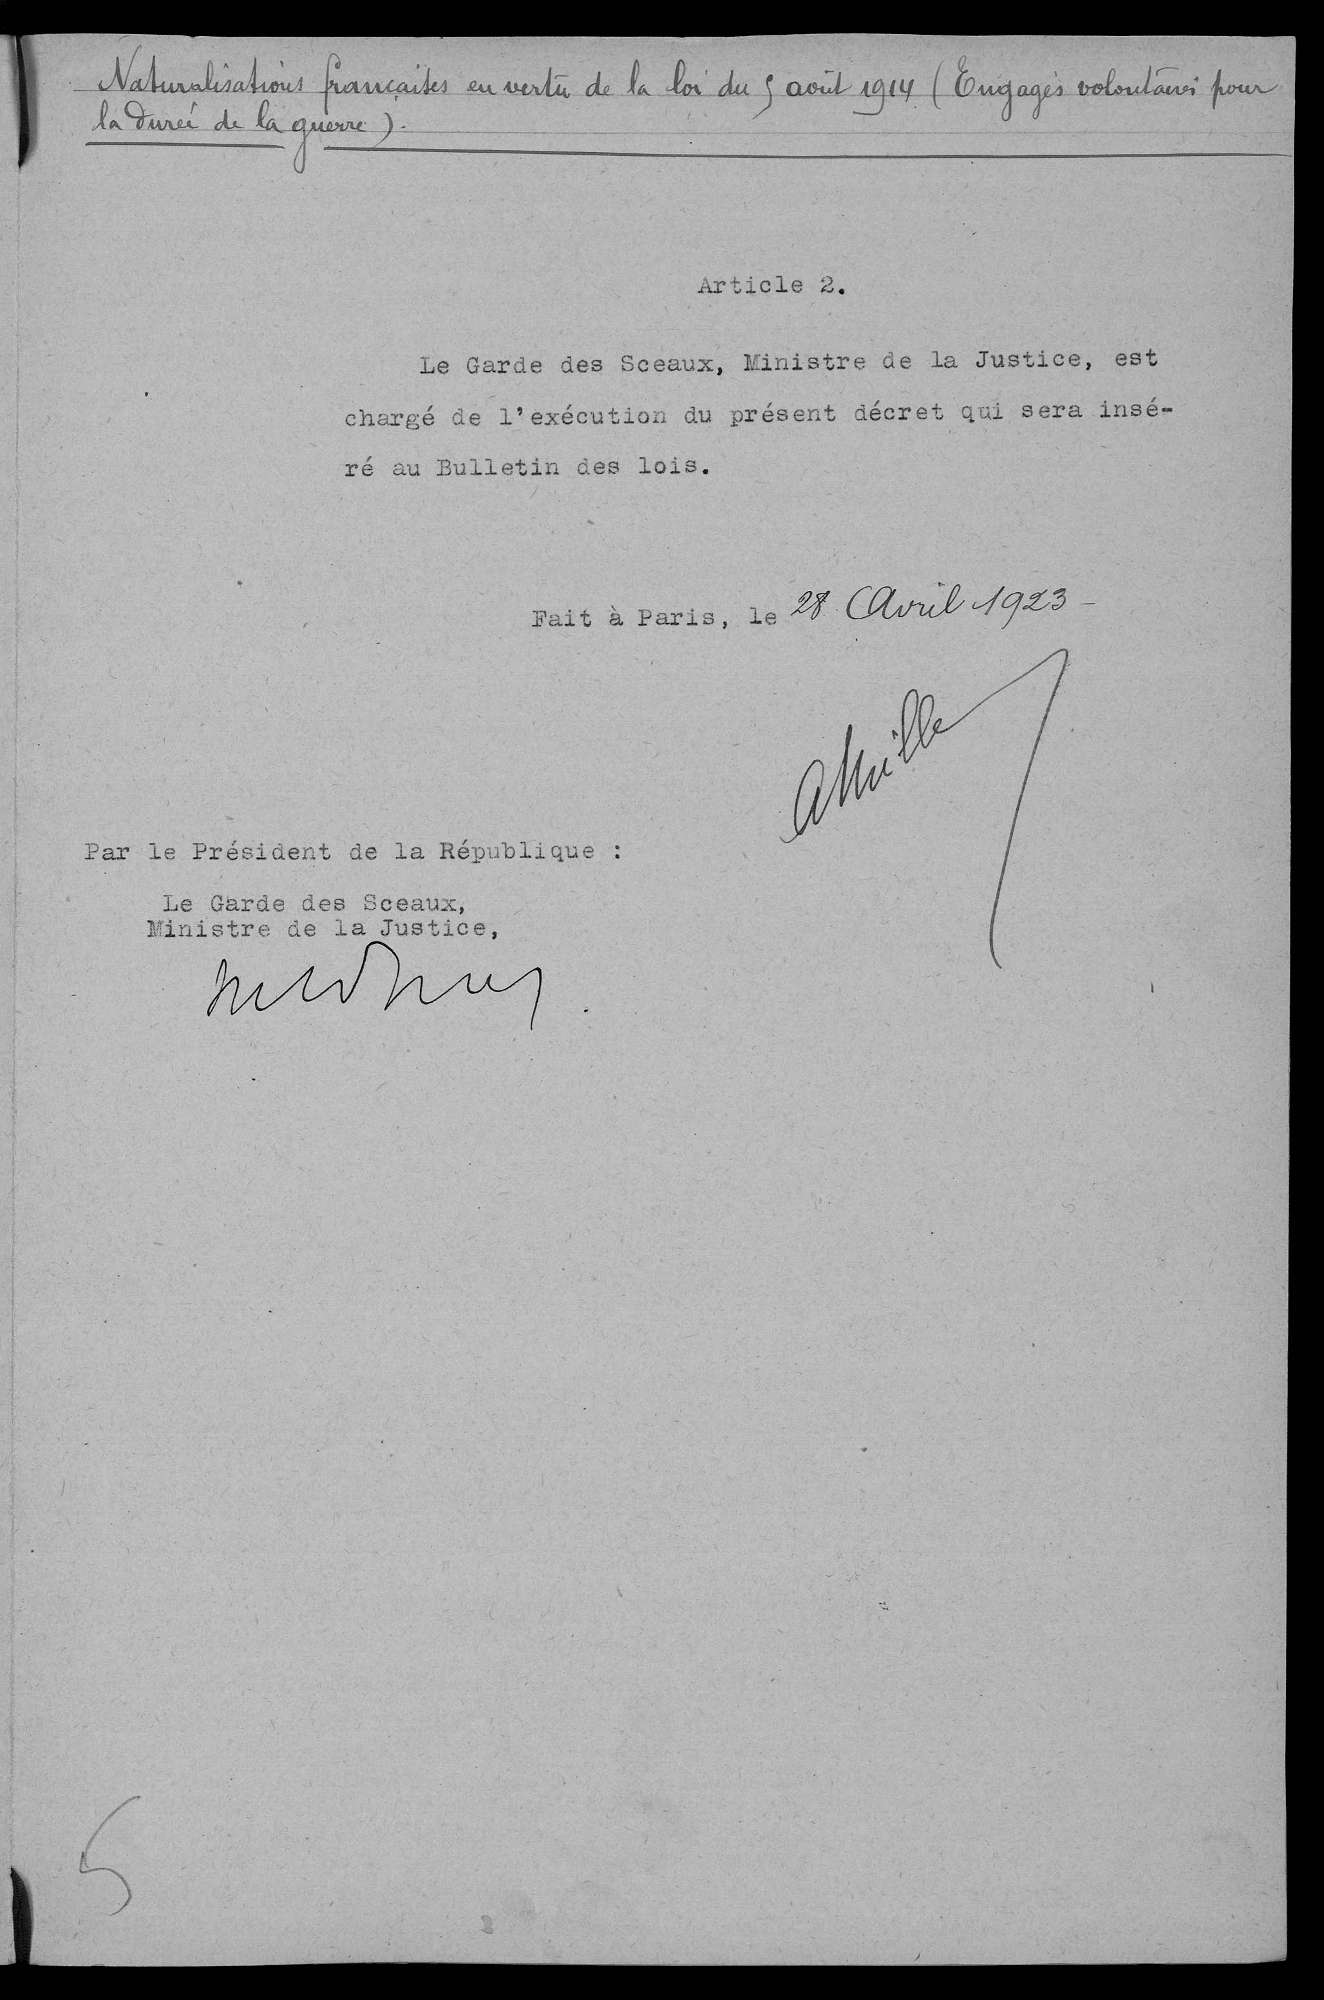 Naturalisations françaises en vertu de la loi du 5 août 1914 (Engagés volontaires pour
la durée de la guerre).
Article 2.
Le Garde des Sceaux, Ministre de la Justice, est
chargé de l'exécution du présent décret qui sera insé-
ré au Bulletin des lois.
Fait à Paris, le 28 Avril 1923-
AMille
Par le Président de la République :
Le Garde des Sceaux,
Ministre de la Justice,
5